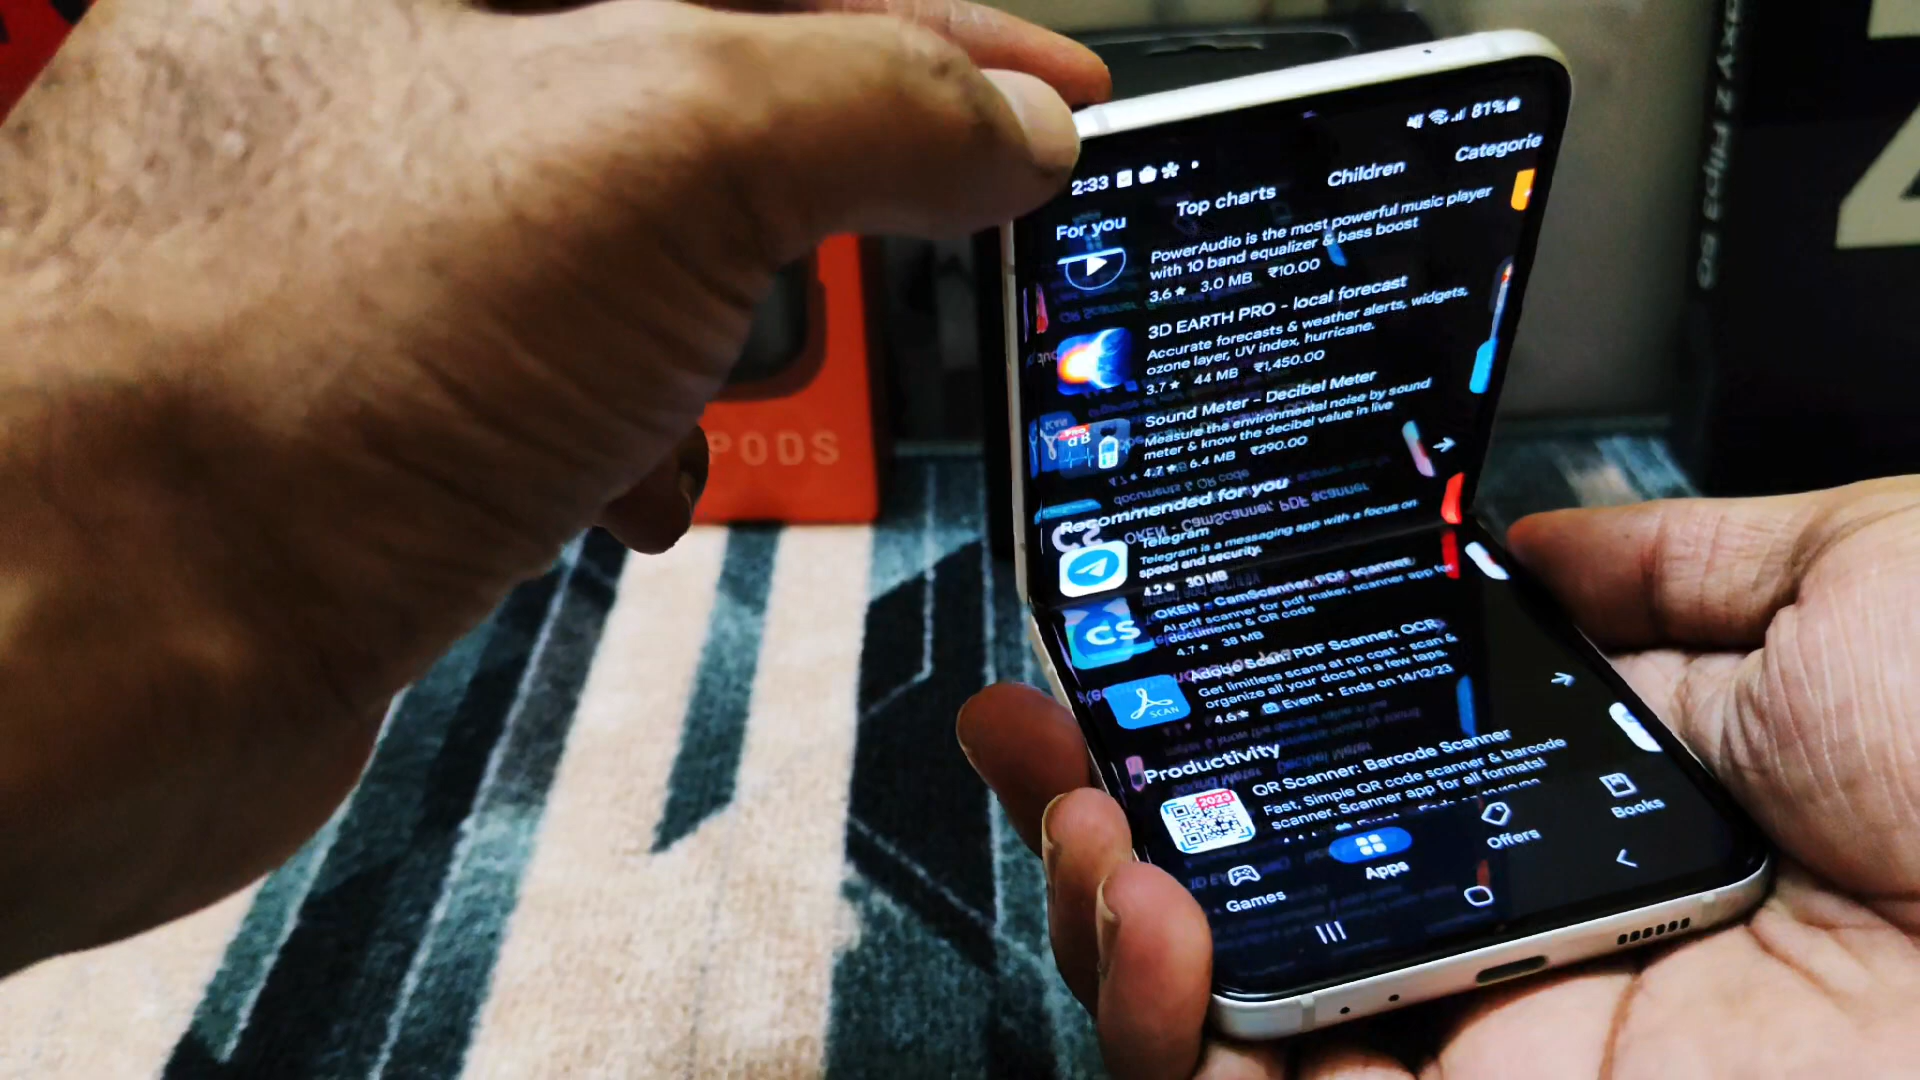 2:33
81%
For you
Top charts
Children
Categorie
PowerAudio is the most powerful music player
with 10 band equalizer & bass boost
3.6★ 3.0 MB ₹10.00
3D EARTH PRO - local forecast
Accurate forecasts & weather alerts, widgets,
ozone layer, UV index, hurricane.
3.7★ 44 MB ₹1,450.00
Sound Meter - Decibel Meter
Measure the environmental noise by sound
meter & know the decibel value in live
4.7★ 6.4 MB ₹290.00
PRO
dB
Recommended for you
Telegram
Telegram is a messaging app with a focus on
speed and security.
4.2★ 30 MB
OKEN - CamScanner, PDF scanner
AI pdf scanner for pdf maker, scanner app for
documents & QR code
4.7★ 38 MB
CS
Adobe Scan: PDF Scanner, OCR
Get limitless scans at no cost - scan &
organize all your docs in a few taps.
4.6★ Event • Ends on 14/12/23
SCAN
Productivity
QR Scanner: Barcode Scanner
Fast, Simple QR code scanner & barcode
scanner, Scanner app for all formats!
2023
Games
Apps
Offers
Books
PODS
Z Flip4 5G